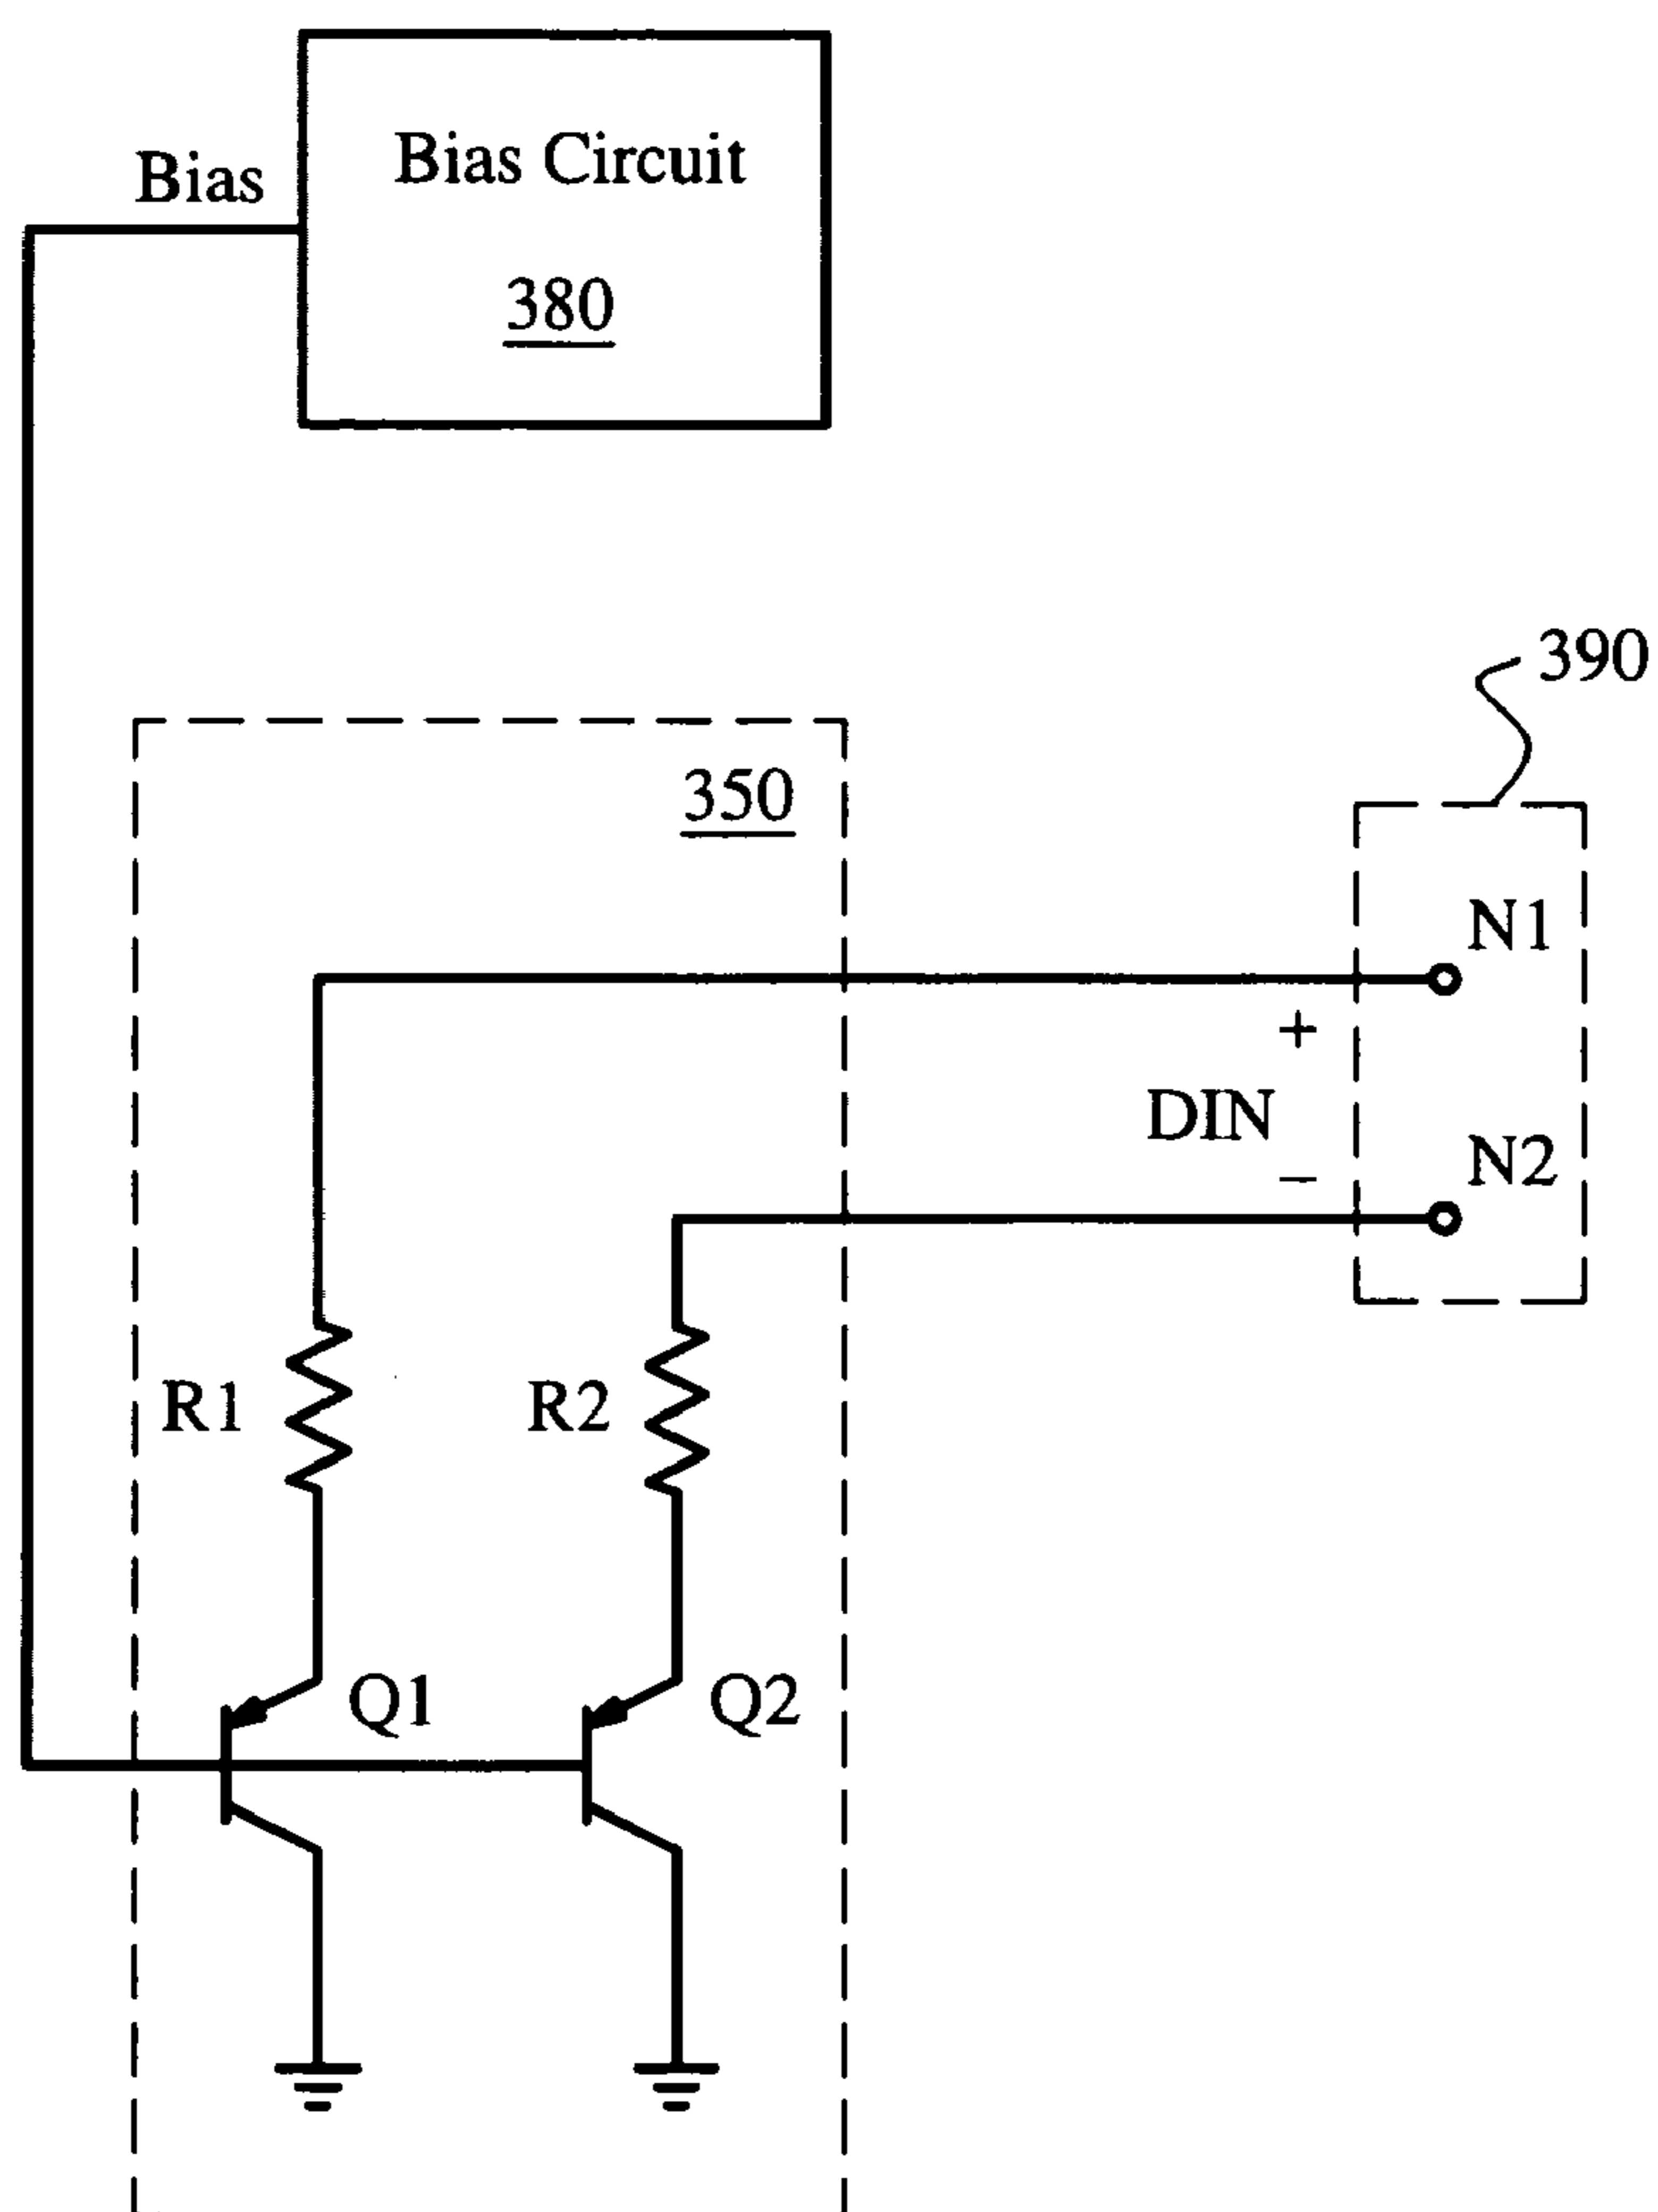 Bias
Bias Circuit
380
390
350
N1
+
DIN
N2
−
R1
R2
Q1
Q2